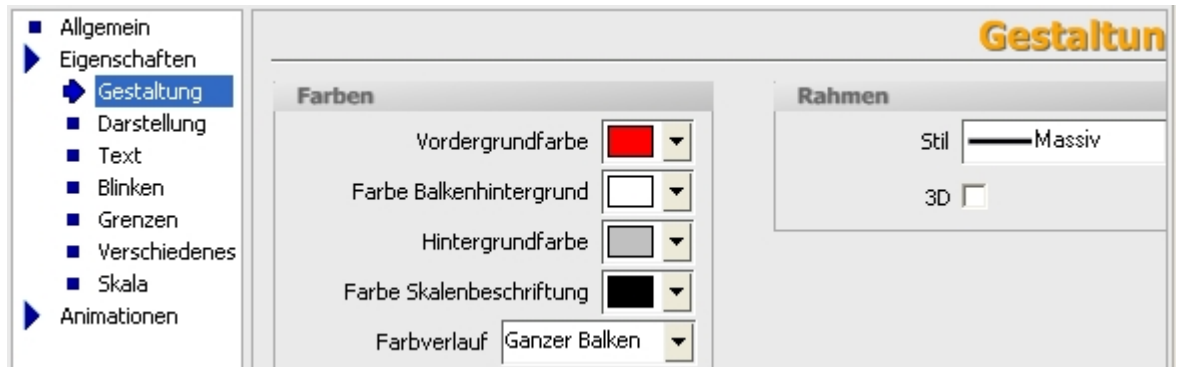 Allgemein
Eigenschaften
Gestaltung
Darstellung
Text
Blinken
Grenzen
Verschiedenes
Skala
Animationen
Gestaltun
Farben
Vordergrundfarbe
Farbe Balkenhintergrund
Hintergrundfarbe
Farbe Skalenbeschriftung
Farbverlauf Ganzer Balken
Rahmen
Stil Massiv
3D